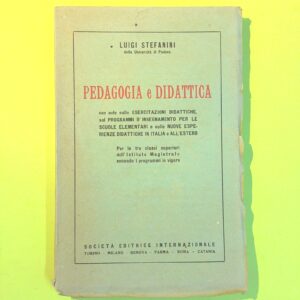 LUIGI STEFANINI
della Università di Padova
PEDAGOGIA e DIDATTICA
con note sulle ESERCITAZIONI DIDATTICHE,
sui PROGRAMMI D'INSEGNAMENTO PER LE
SCUOLE ELEMENTARI e sulle NUOVE ESPE-
RIENZE DIDATTICHE IN ITALIA e ALL'ESTERO
Per le tre classi superiori
dell'Istituto Magistrale
secondo i programmi in vigore
SOCIETÀ EDITRICE INTERNAZIONALE
TORINO - MILANO - GENOVA - PARMA - ROMA - CATANIA